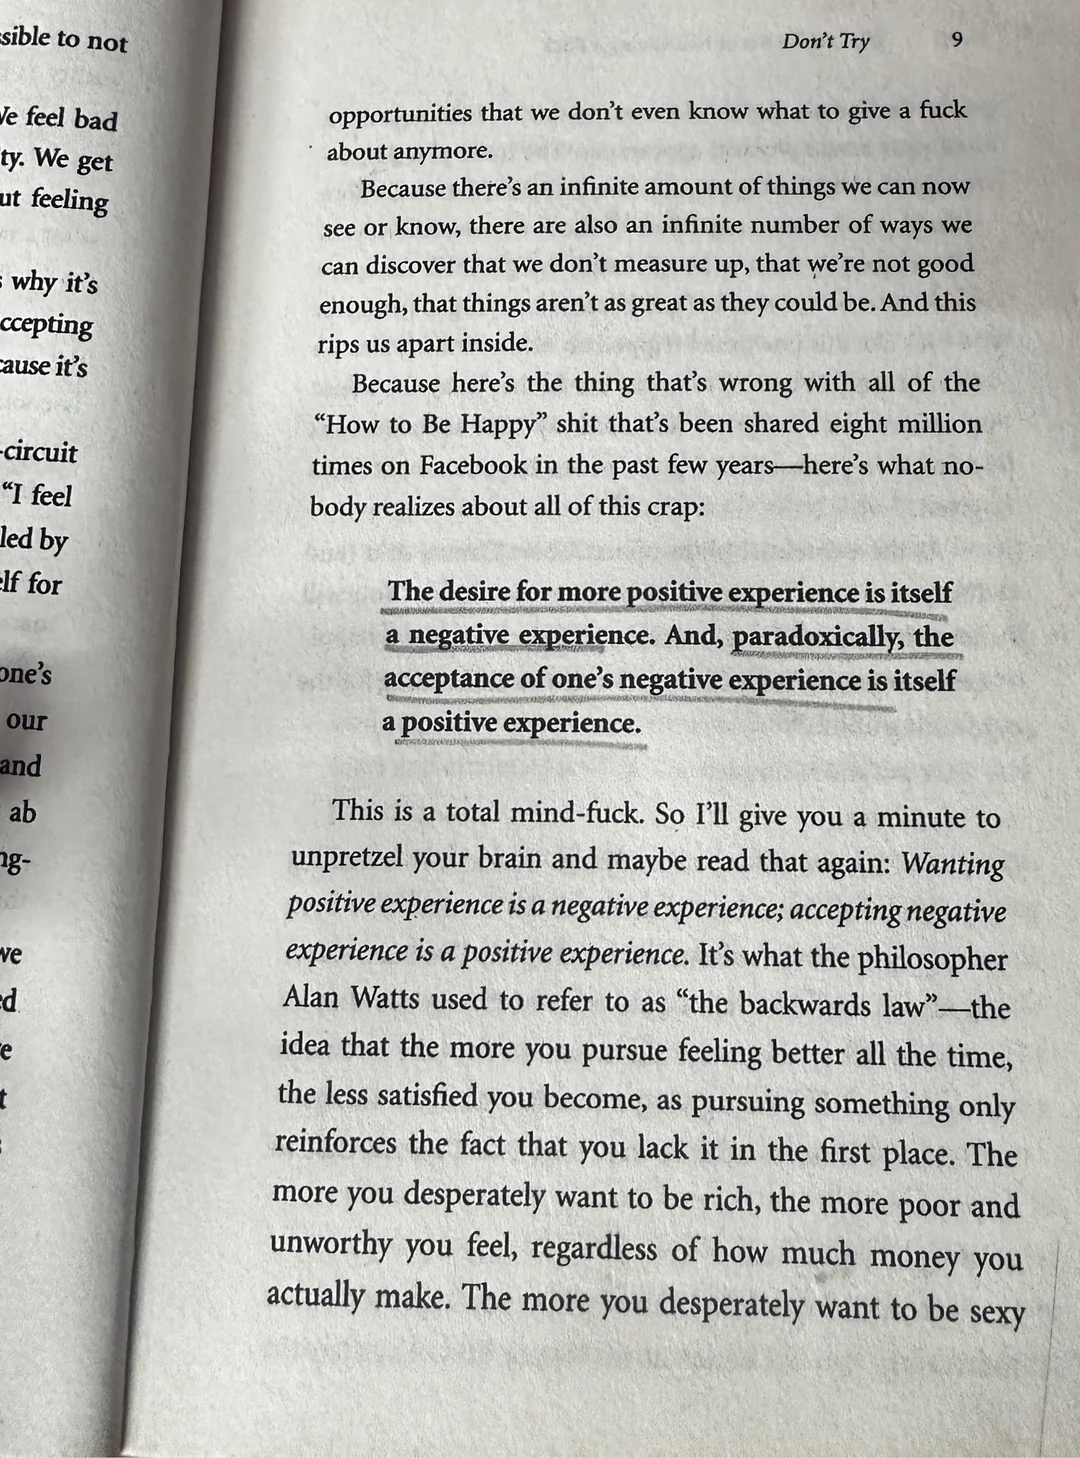 sible to not
We feel bad
ty. We get
ut feeling
why it's
ccepting
cause it's
-circuit
"I feel
led by
elf for
one's
our
and
ab
ng-
we
ed
e
t
Don't Try 9
opportunities that we don't even know what to give a fuck
about anymore.
Because there's an infinite amount of things we can now
see or know, there are also an infinite number of ways we
can discover that we don't measure up, that we're not good
enough, that things aren't as great as they could be. And this
rips us apart inside.
Because here's the thing that's wrong with all of the
“How to Be Happy” shit that's been shared eight million
times on Facebook in the past few years—here's what no-
body realizes about all of this crap:
The desire for more positive experience is itself
a negative experience. And, paradoxically, the
acceptance of one's negative experience is itself
a positive experience.
This is a total mind-fuck. So I'll give you a minute to
unpretzel your brain and maybe read that again: Wanting
positive experience is a negative experience; accepting negative
experience is a positive experience. It's what the philosopher
Alan Watts used to refer to as “the backwards law”—the
idea that the more you pursue feeling better all the time,
the less satisfied you become, as pursuing something only
reinforces the fact that you lack it in the first place. The
more you desperately want to be rich, the more poor and
unworthy you feel, regardless of how much money you
actually make. The more you desperately want to be sexy